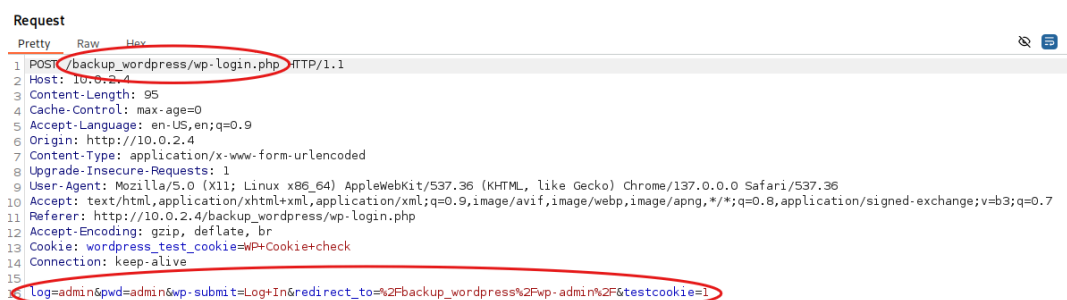 Request
Pretty Raw Hex
1 POST /backup_wordpress/wp-login.php HTTP/1.1
2 Host: 10.0.2.4
3 Content-Length: 95
4 Cache-Control: max-age=0
5 Accept-Language: en-US,en;q=0.9
6 Origin: http://10.0.2.4
7 Content-Type: application/x-www-form-urlencoded
8 Upgrade-Insecure-Requests: 1
9 User-Agent: Mozilla/5.0 (X11; Linux x86_64) AppleWebKit/537.36 (KHTML, like Gecko) Chrome/137.0.0.0 Safari/537.36
10 Accept: text/html,application/xhtml+xml,application/xml;q=0.9,image/avif,image/webp,image/apng,*/*;q=0.8,application/signed-exchange;v=b3;q=0.7
11 Referer: http://10.0.2.4/backup_wordpress/wp-login.php
12 Accept-Encoding: gzip, deflate, br
13 Cookie: wordpress_test_cookie=WP+Cookie+check
14 Connection: keep-alive
15
16 log=admin&pwd=admin&wp-submit=Log+In&redirect_to=%2Fbackup_wordpress%2Fwp-admin%2F&testcookie=1